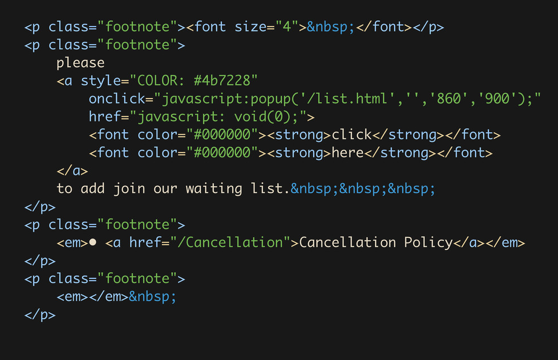 <p class="footnote"><font size="4">&nbsp;</font></p>
<p class="footnote">
please
<a style="COLOR: #4b7228"
onclick="javascript:popup('/list.html','','860','900');"
href="javascript: void(0);">
<font color="#000000"><strong>click</strong></font>
<font color="#000000"><strong>here</strong></font>
</a>
to add join our waiting list.&nbsp;&nbsp;&nbsp;
</p>
<p class="footnote">
<em>● <a href="/Cancellation">Cancellation Policy</a></em>
</p>
<p class="footnote">
<em></em>&nbsp;
</p>